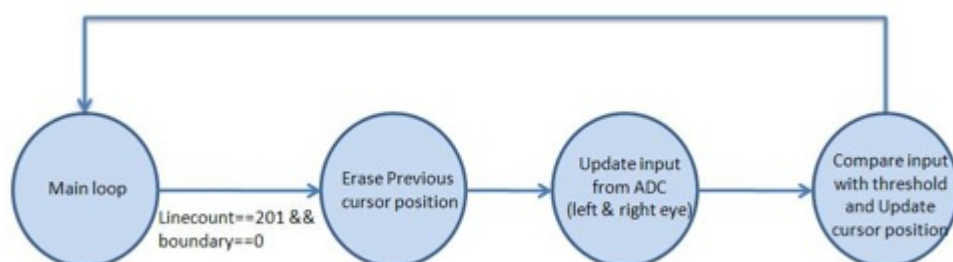 Main loop
Linecount==201 &&
boundary==0
Erase Previous
cursor position
Update input
from ADC
(left & right eye)
Compare input
with threshold
and Update
cursor position